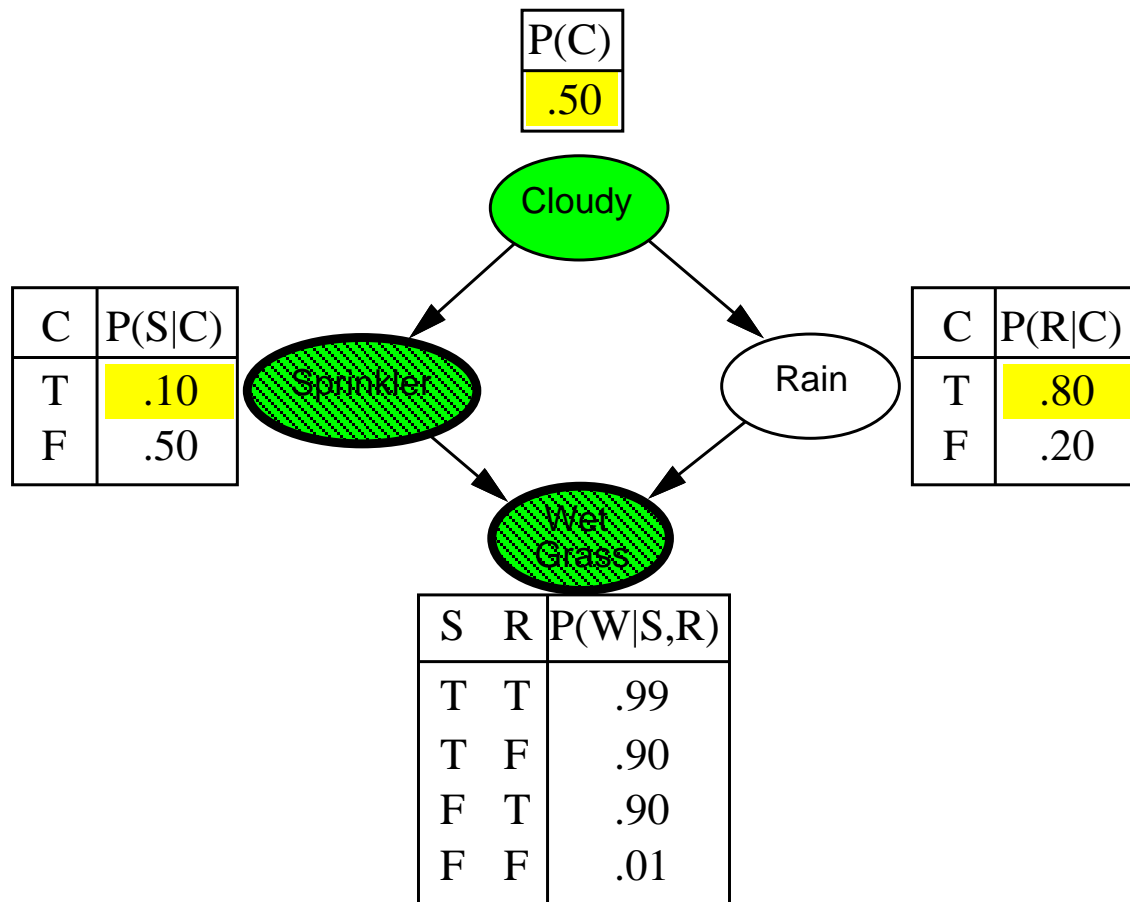 P(C)
.50
Cloudy
C P(S|C)
T .10
F .50
Sprinkler
Rain
C P(R|C)
T .80
F .20
Wet
Grass
S R P(W|S,R)
T T .99
T F .90
F T .90
F F .01